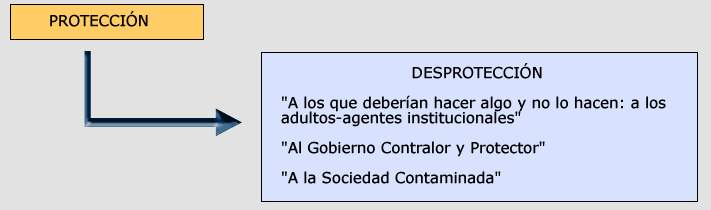 PROTECCIÓN
DESPROTECCIÓN
"A los que deberían hacer algo y no lo hacen: a los
adultos-agentes institucionales"
"Al Gobierno Contralor y Protector"
"A la Sociedad Contaminada"